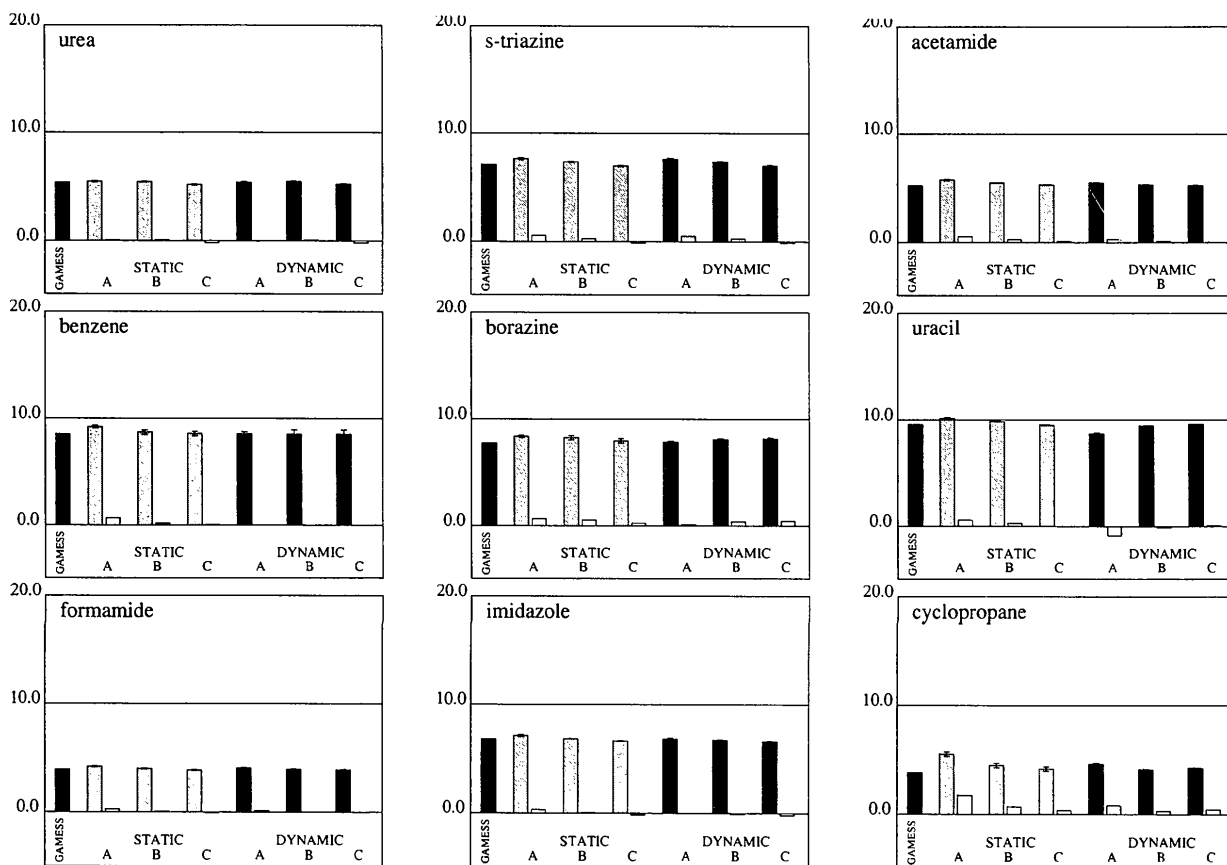 20.0
urea
10.0
0.0
GAMESS
STATIC
DYNAMIC
A B C A B C
20.0
s-triazine
10.0
0.0
GAMESS
STATIC
DYNAMIC
A B C A B C
20.0
acetamide
10.0
0.0
GAMESS
STATIC
DYNAMIC
A B C A B C
20.0
benzene
10.0
0.0
GAMESS
STATIC
DYNAMIC
A B C A B C
20.0
borazine
10.0
0.0
GAMESS
STATIC
DYNAMIC
A B C A B C
20.0
uracil
10.0
0.0
GAMESS
STATIC
DYNAMIC
A B C A B C
20.0
formamide
10.0
0.0
GAMESS
STATIC
DYNAMIC
A B C A B C
20.0
imidazole
10.0
0.0
GAMESS
STATIC
DYNAMIC
A B C A B C
20.0
cyclopropane
10.0
0.0
GAMESS
STATIC
DYNAMIC
A B C A B C